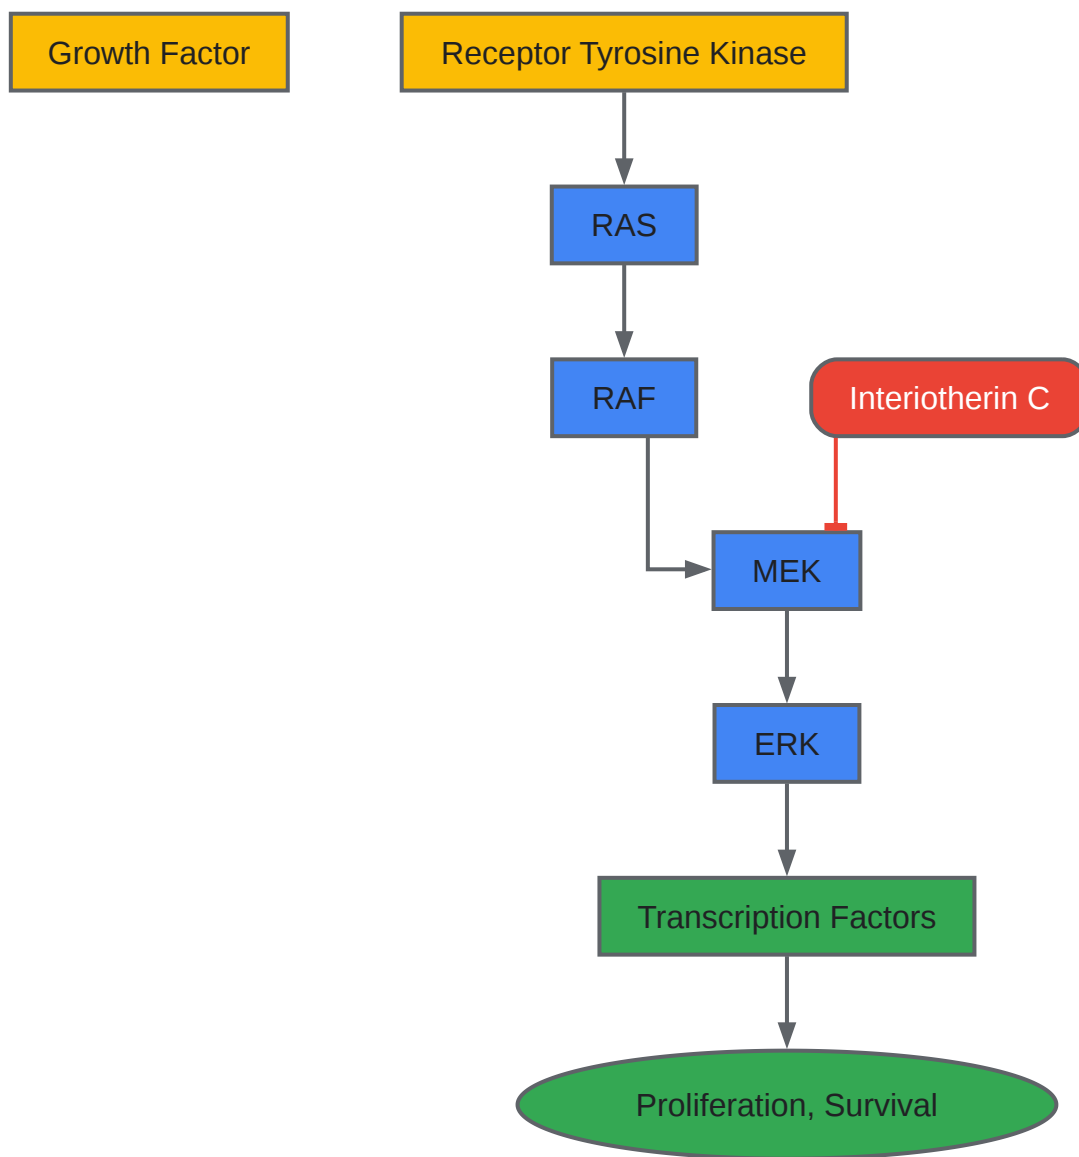 Growth Factor
Receptor Tyrosine Kinase
RAS
RAF
Interiotherin C
MEK
ERK
Transcription Factors
Proliferation, Survival